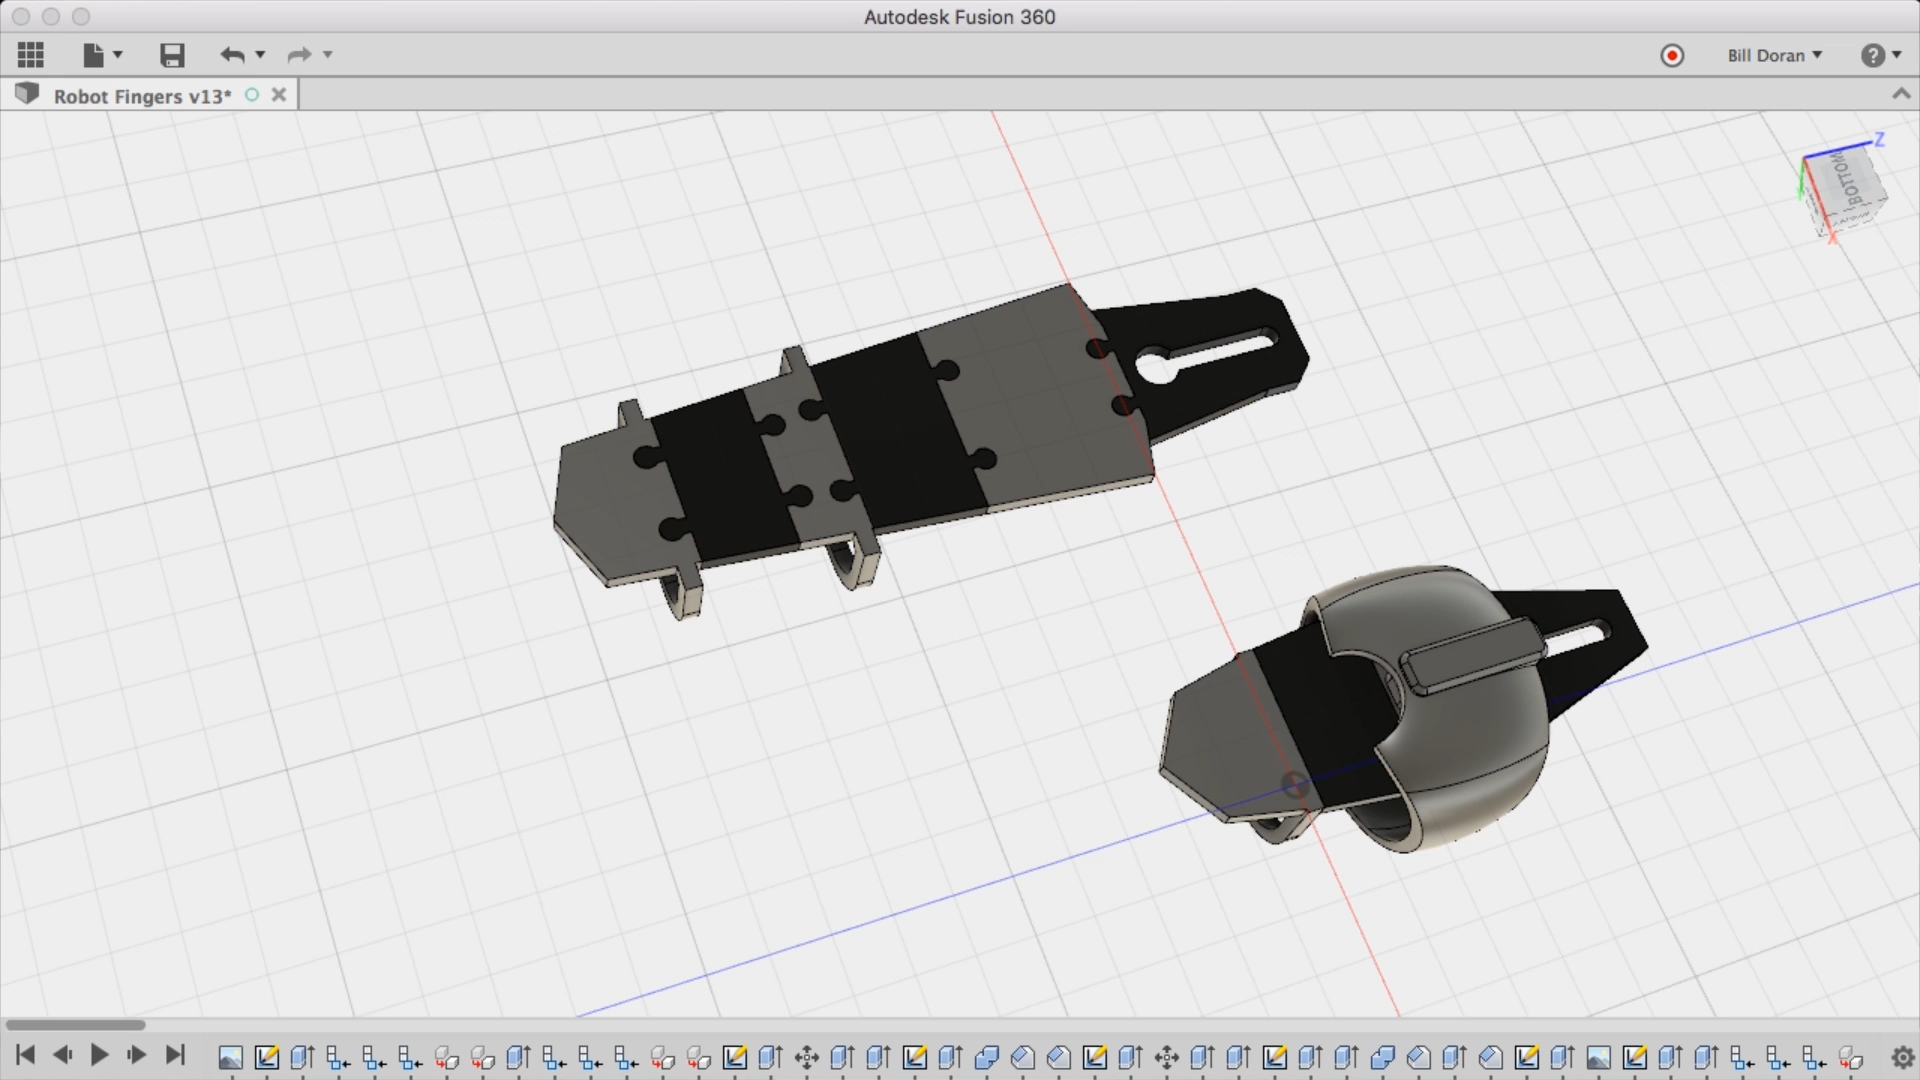 Autodesk Fusion 360
Bill Doran
?
Robot Fingers v13*
Z
BOTTOM
X